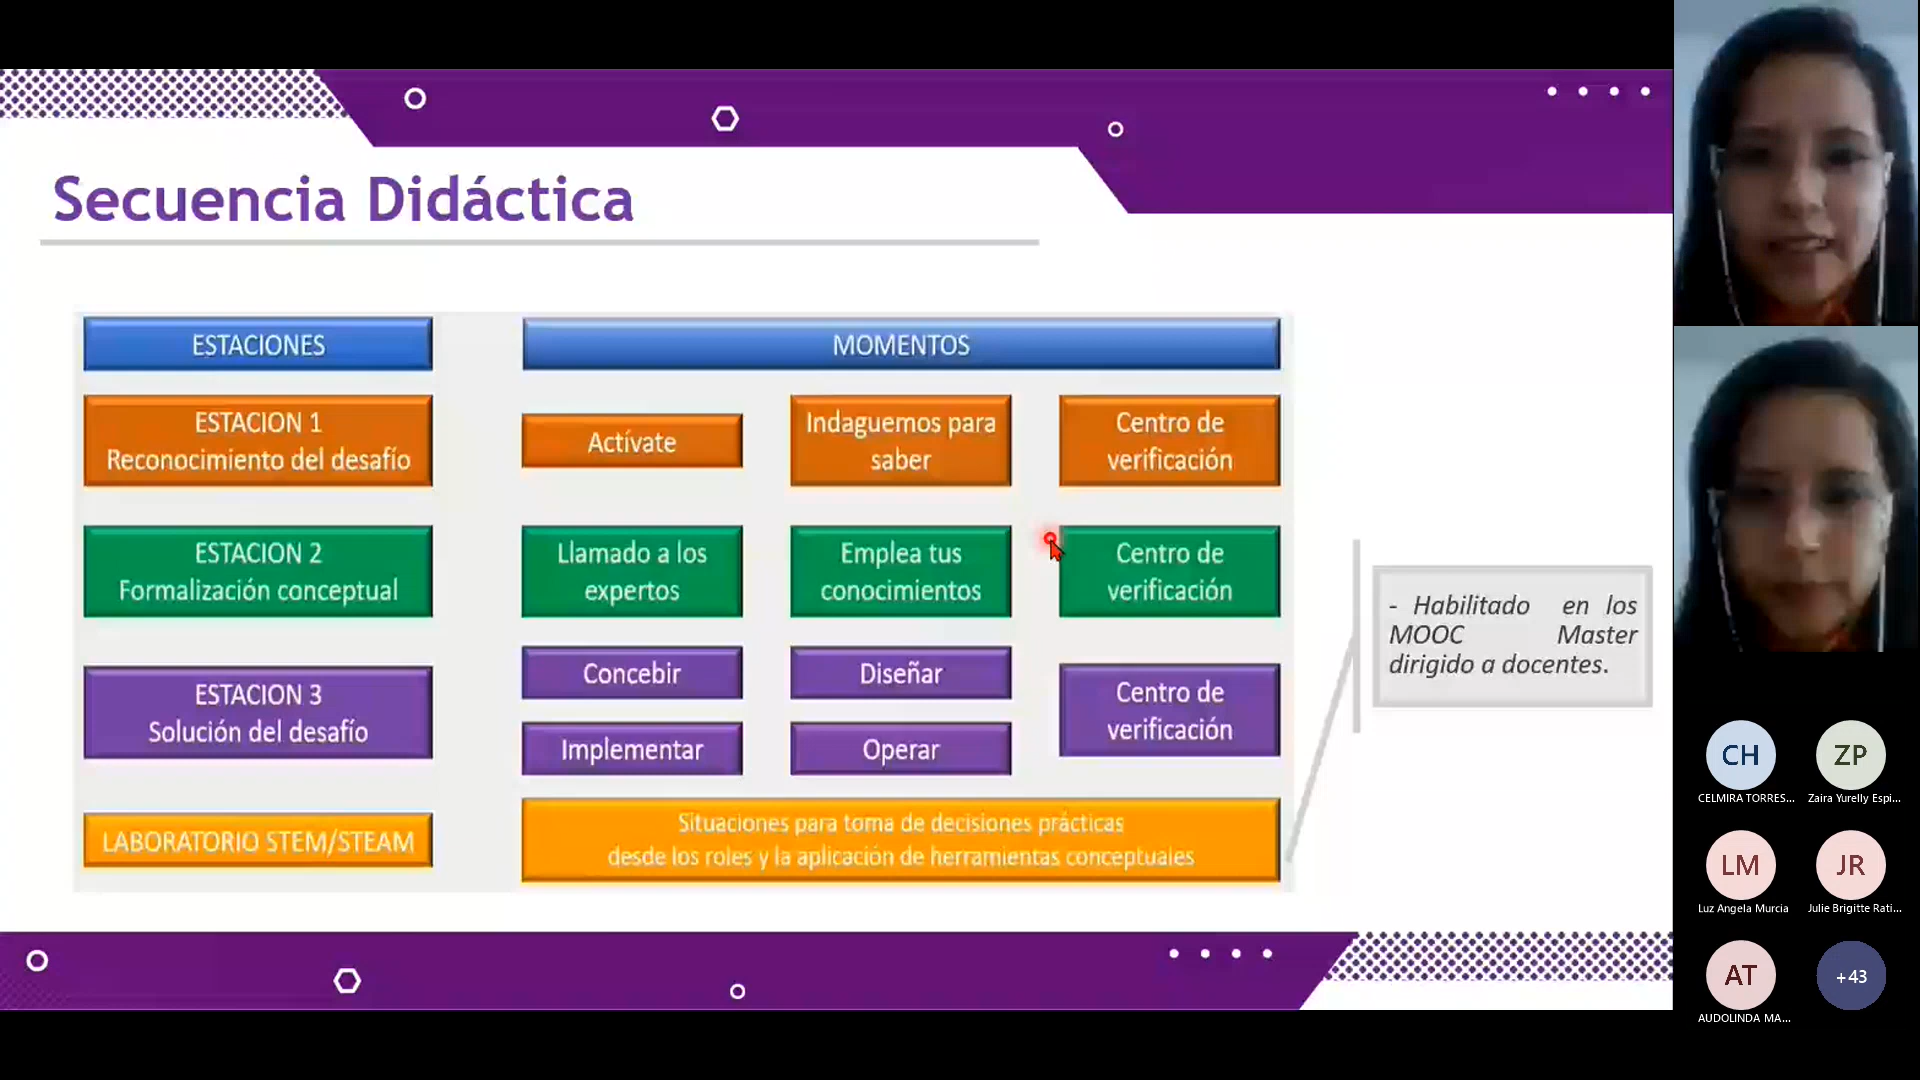 Secuencia Didáctica
ESTACIONES
MOMENTOS
ESTACION 1
Reconocimiento del desafío
Actívate
Indaguemos para
saber
Centro de
verificación
ESTACION 2
Formalización conceptual
Llamado a los
expertos
Emplea tus
conocimientos
Centro de
verificación
ESTACION 3
Solución del desafío
Concebir
Diseñar
Implementar
Operar
Centro de
verificación
LABORATORIO STEM/STEAM
Situaciones para toma de decisiones prácticas
desde los roles y la aplicación de herramientas conceptuales
- Habilitado en los
MOOC Master
dirigido a docentes.
CH
CELMIRA TORRES...
ZP
Zaira Yurelly Espi...
LM
Luz Angela Murcia
JR
Julie Brigitte Rati...
AT
AUDOLINDA MA...
+43